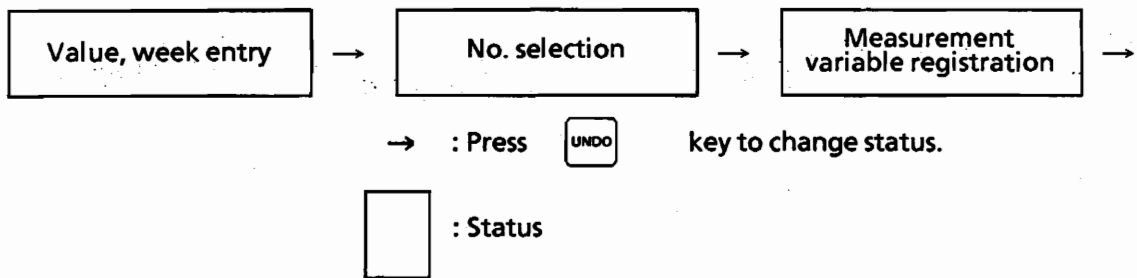 Value, week entry → No. selection → Measurement variable registration →
→ : Press UNDO key to change status.
: Status